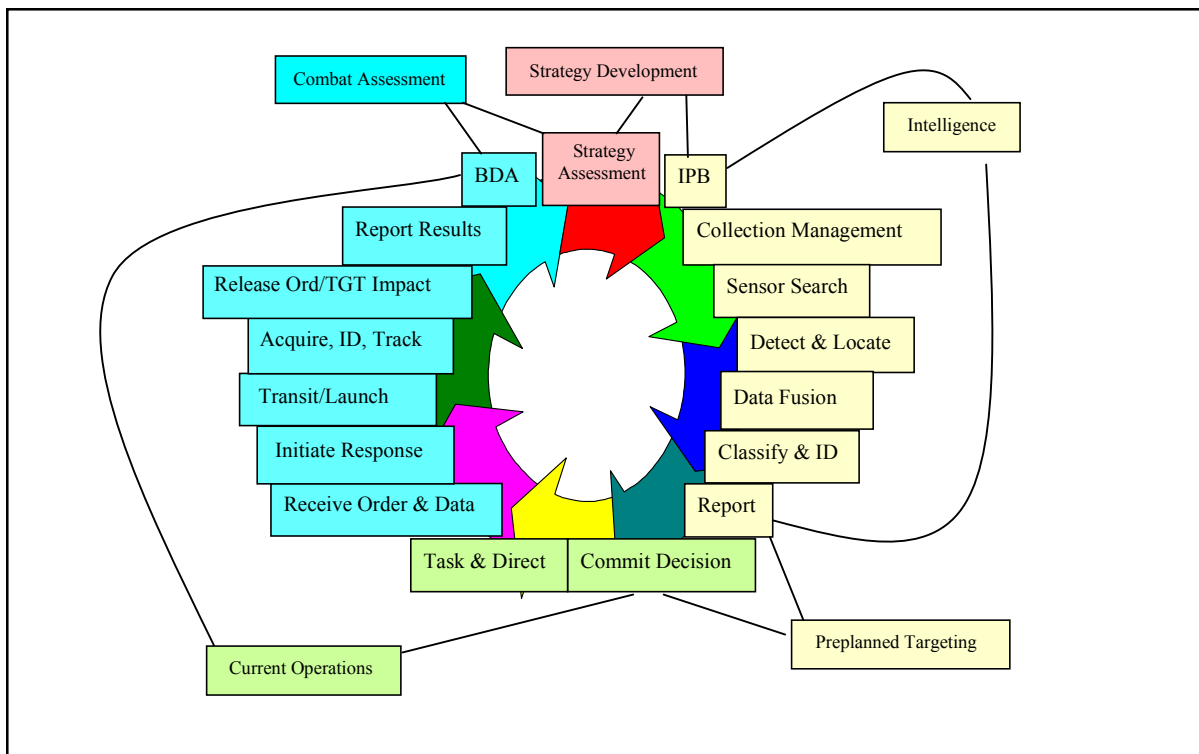 Combat Assessment
Strategy Development
Intelligence
Strategy
Assessment
BDA
IPB
Report Results
Collection Management
Release Ord/TGT Impact
Sensor Search
Acquire, ID, Track
Detect & Locate
Transit/Launch
Data Fusion
Initiate Response
Classify & ID
Receive Order & Data
Report
Task & Direct
Commit Decision
Preplanned Targeting
Current Operations